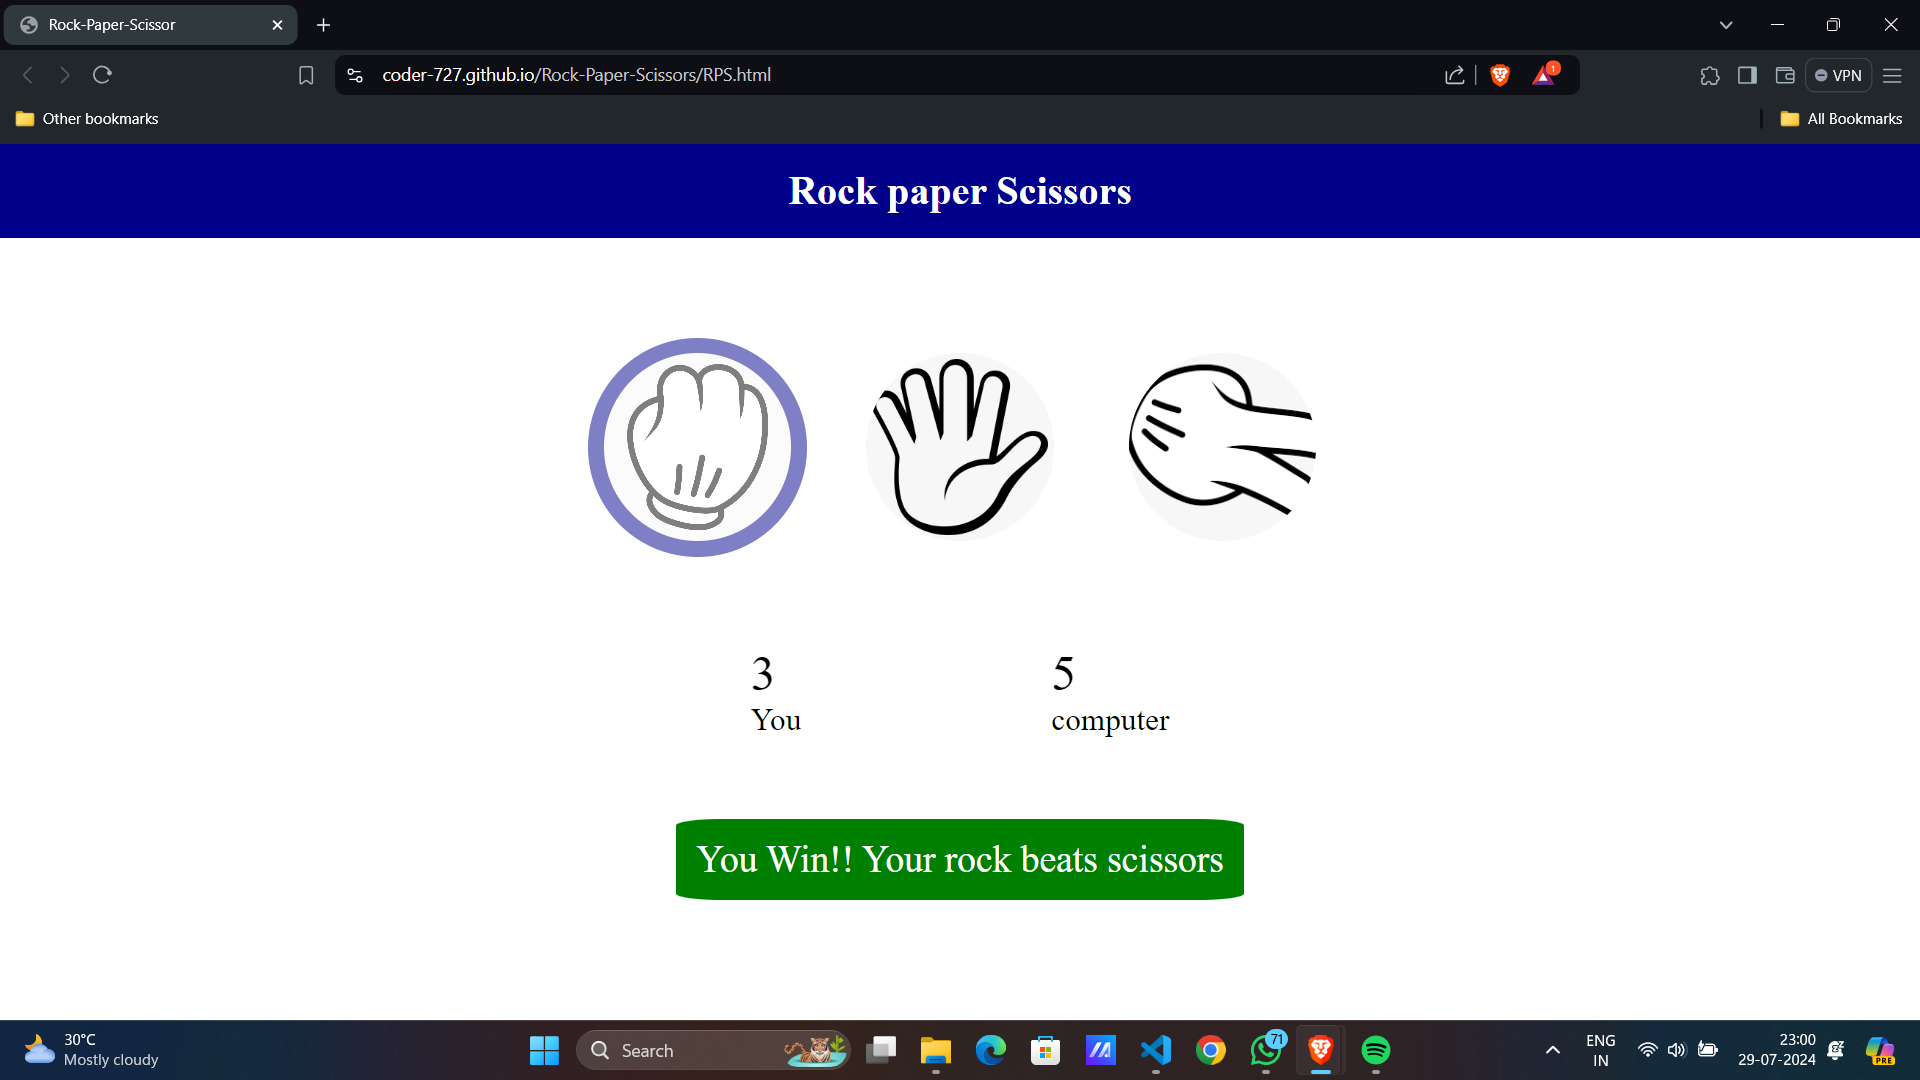 Rock-Paper-Scissor
coder-727.github.io/Rock-Paper-Scissors/RPS.html
1
VPN
Other bookmarks
All Bookmarks
Rock paper Scissors
3
5
You
computer
You Win!! Your rock beats scissors
30°C
Mostly cloudy
Search
71
ENG
IN
23:00
29-07-2024
PRE